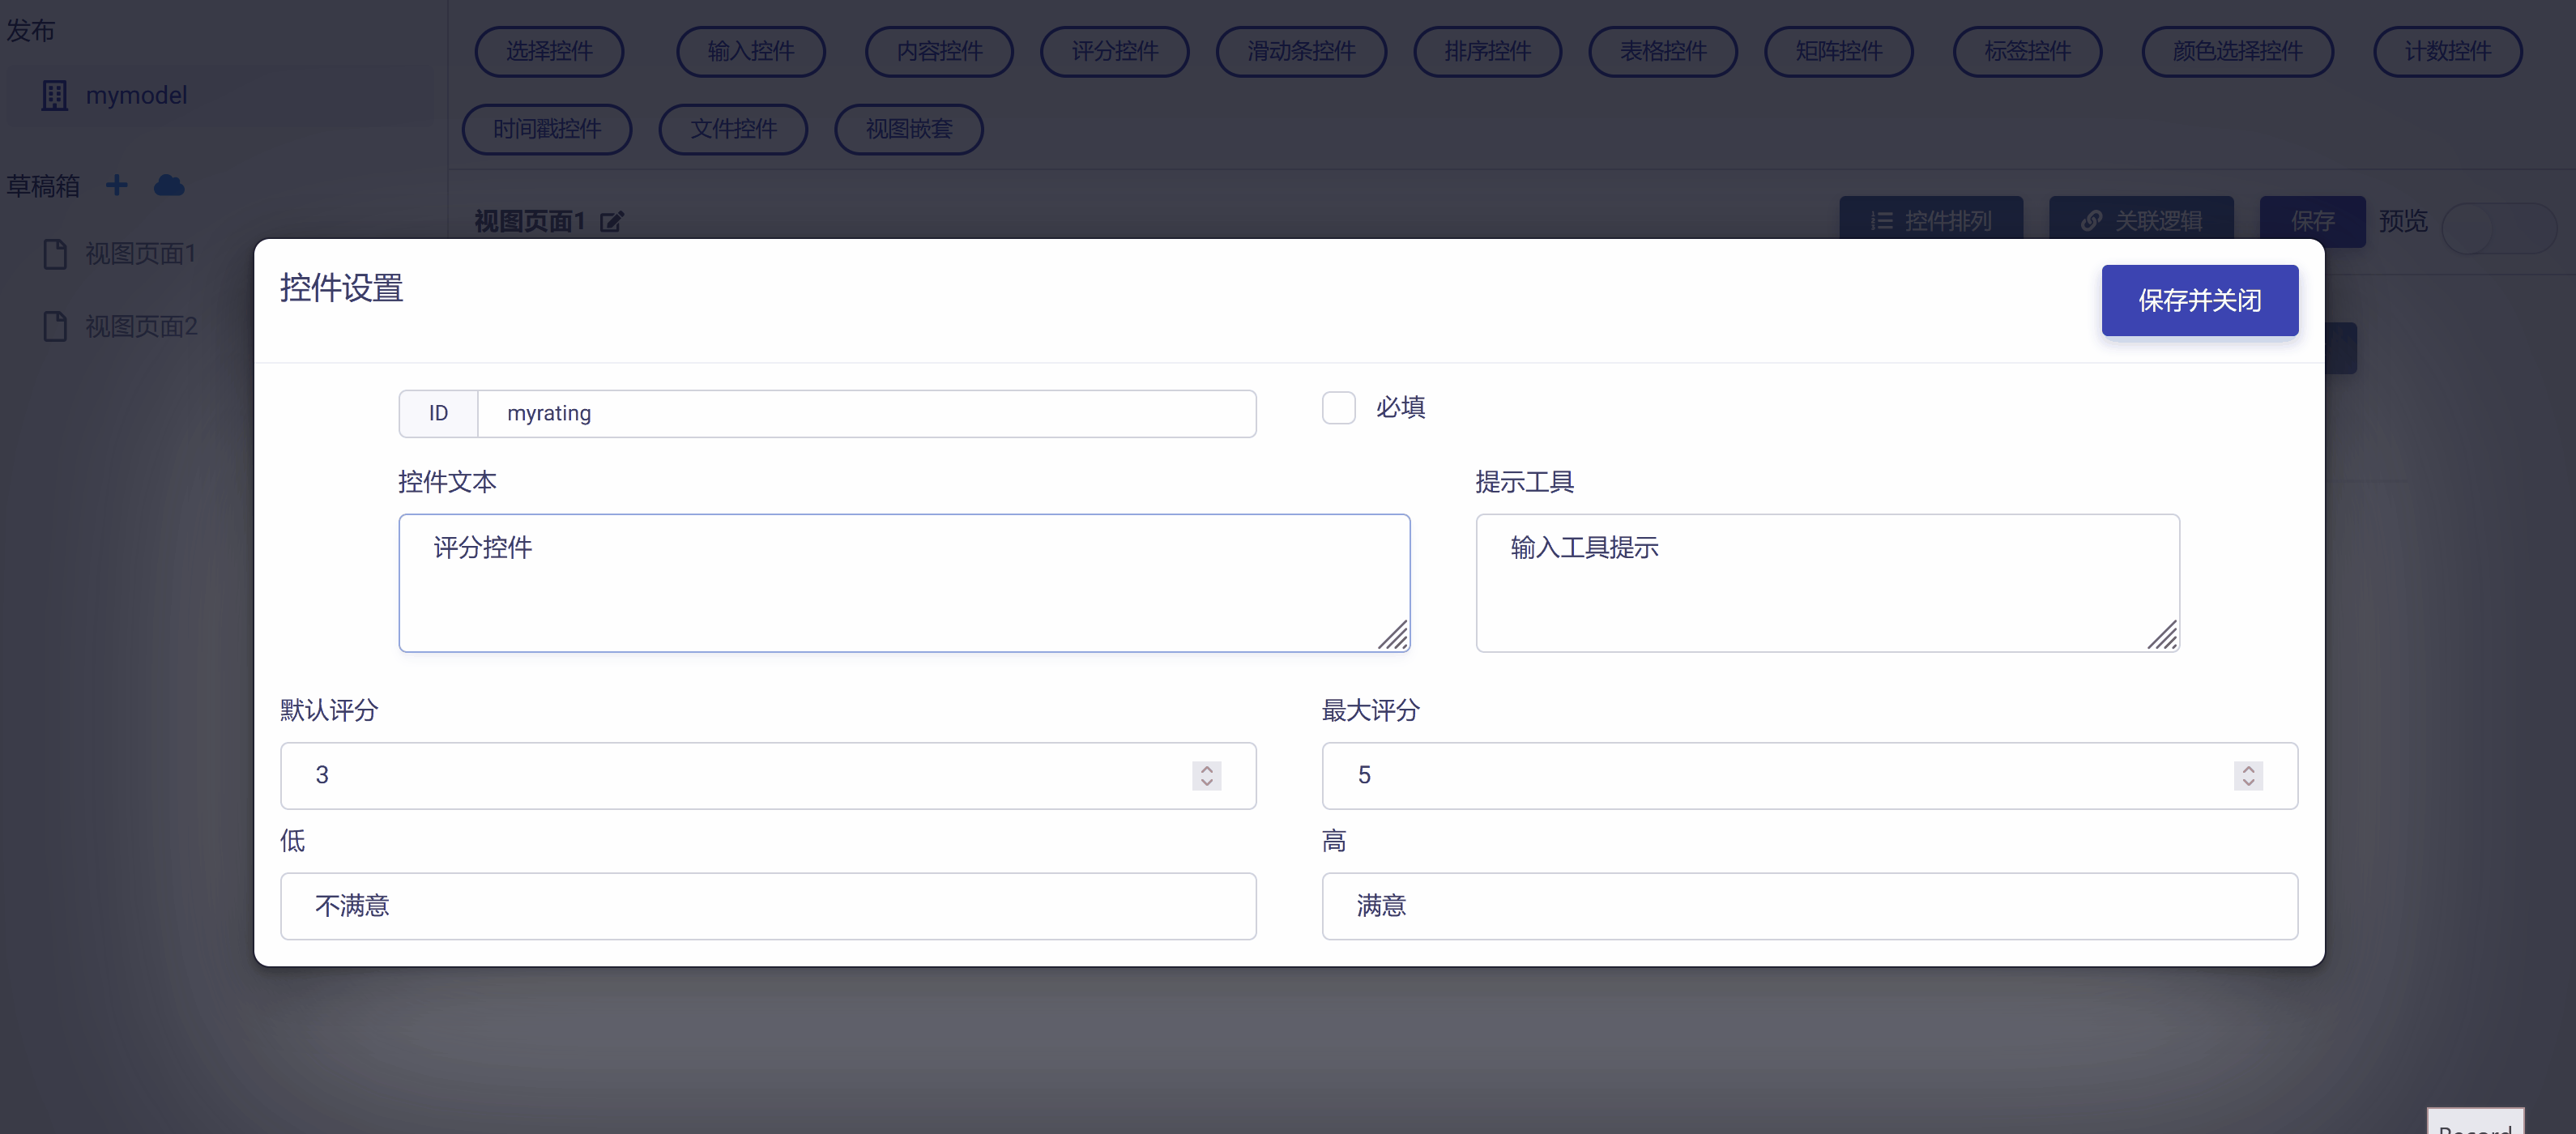 发布
选择控件 输入控件 内容控件 评分控件 滑动条控件 排序控件 表格控件 矩阵控件 标签控件 颜色选择控件 计数控件
mymodel
时间戳控件 文件控件 视图嵌套
草稿箱
视图页面1 控件排列 关联逻辑 保存 预览
视图页面1
视图页面2
控件设置 保存并关闭
ID myrating 必填
控件文本 提示工具
评分控件 输入工具提示
默认评分 最大评分
3 5
低 高
不满意 满意
Record